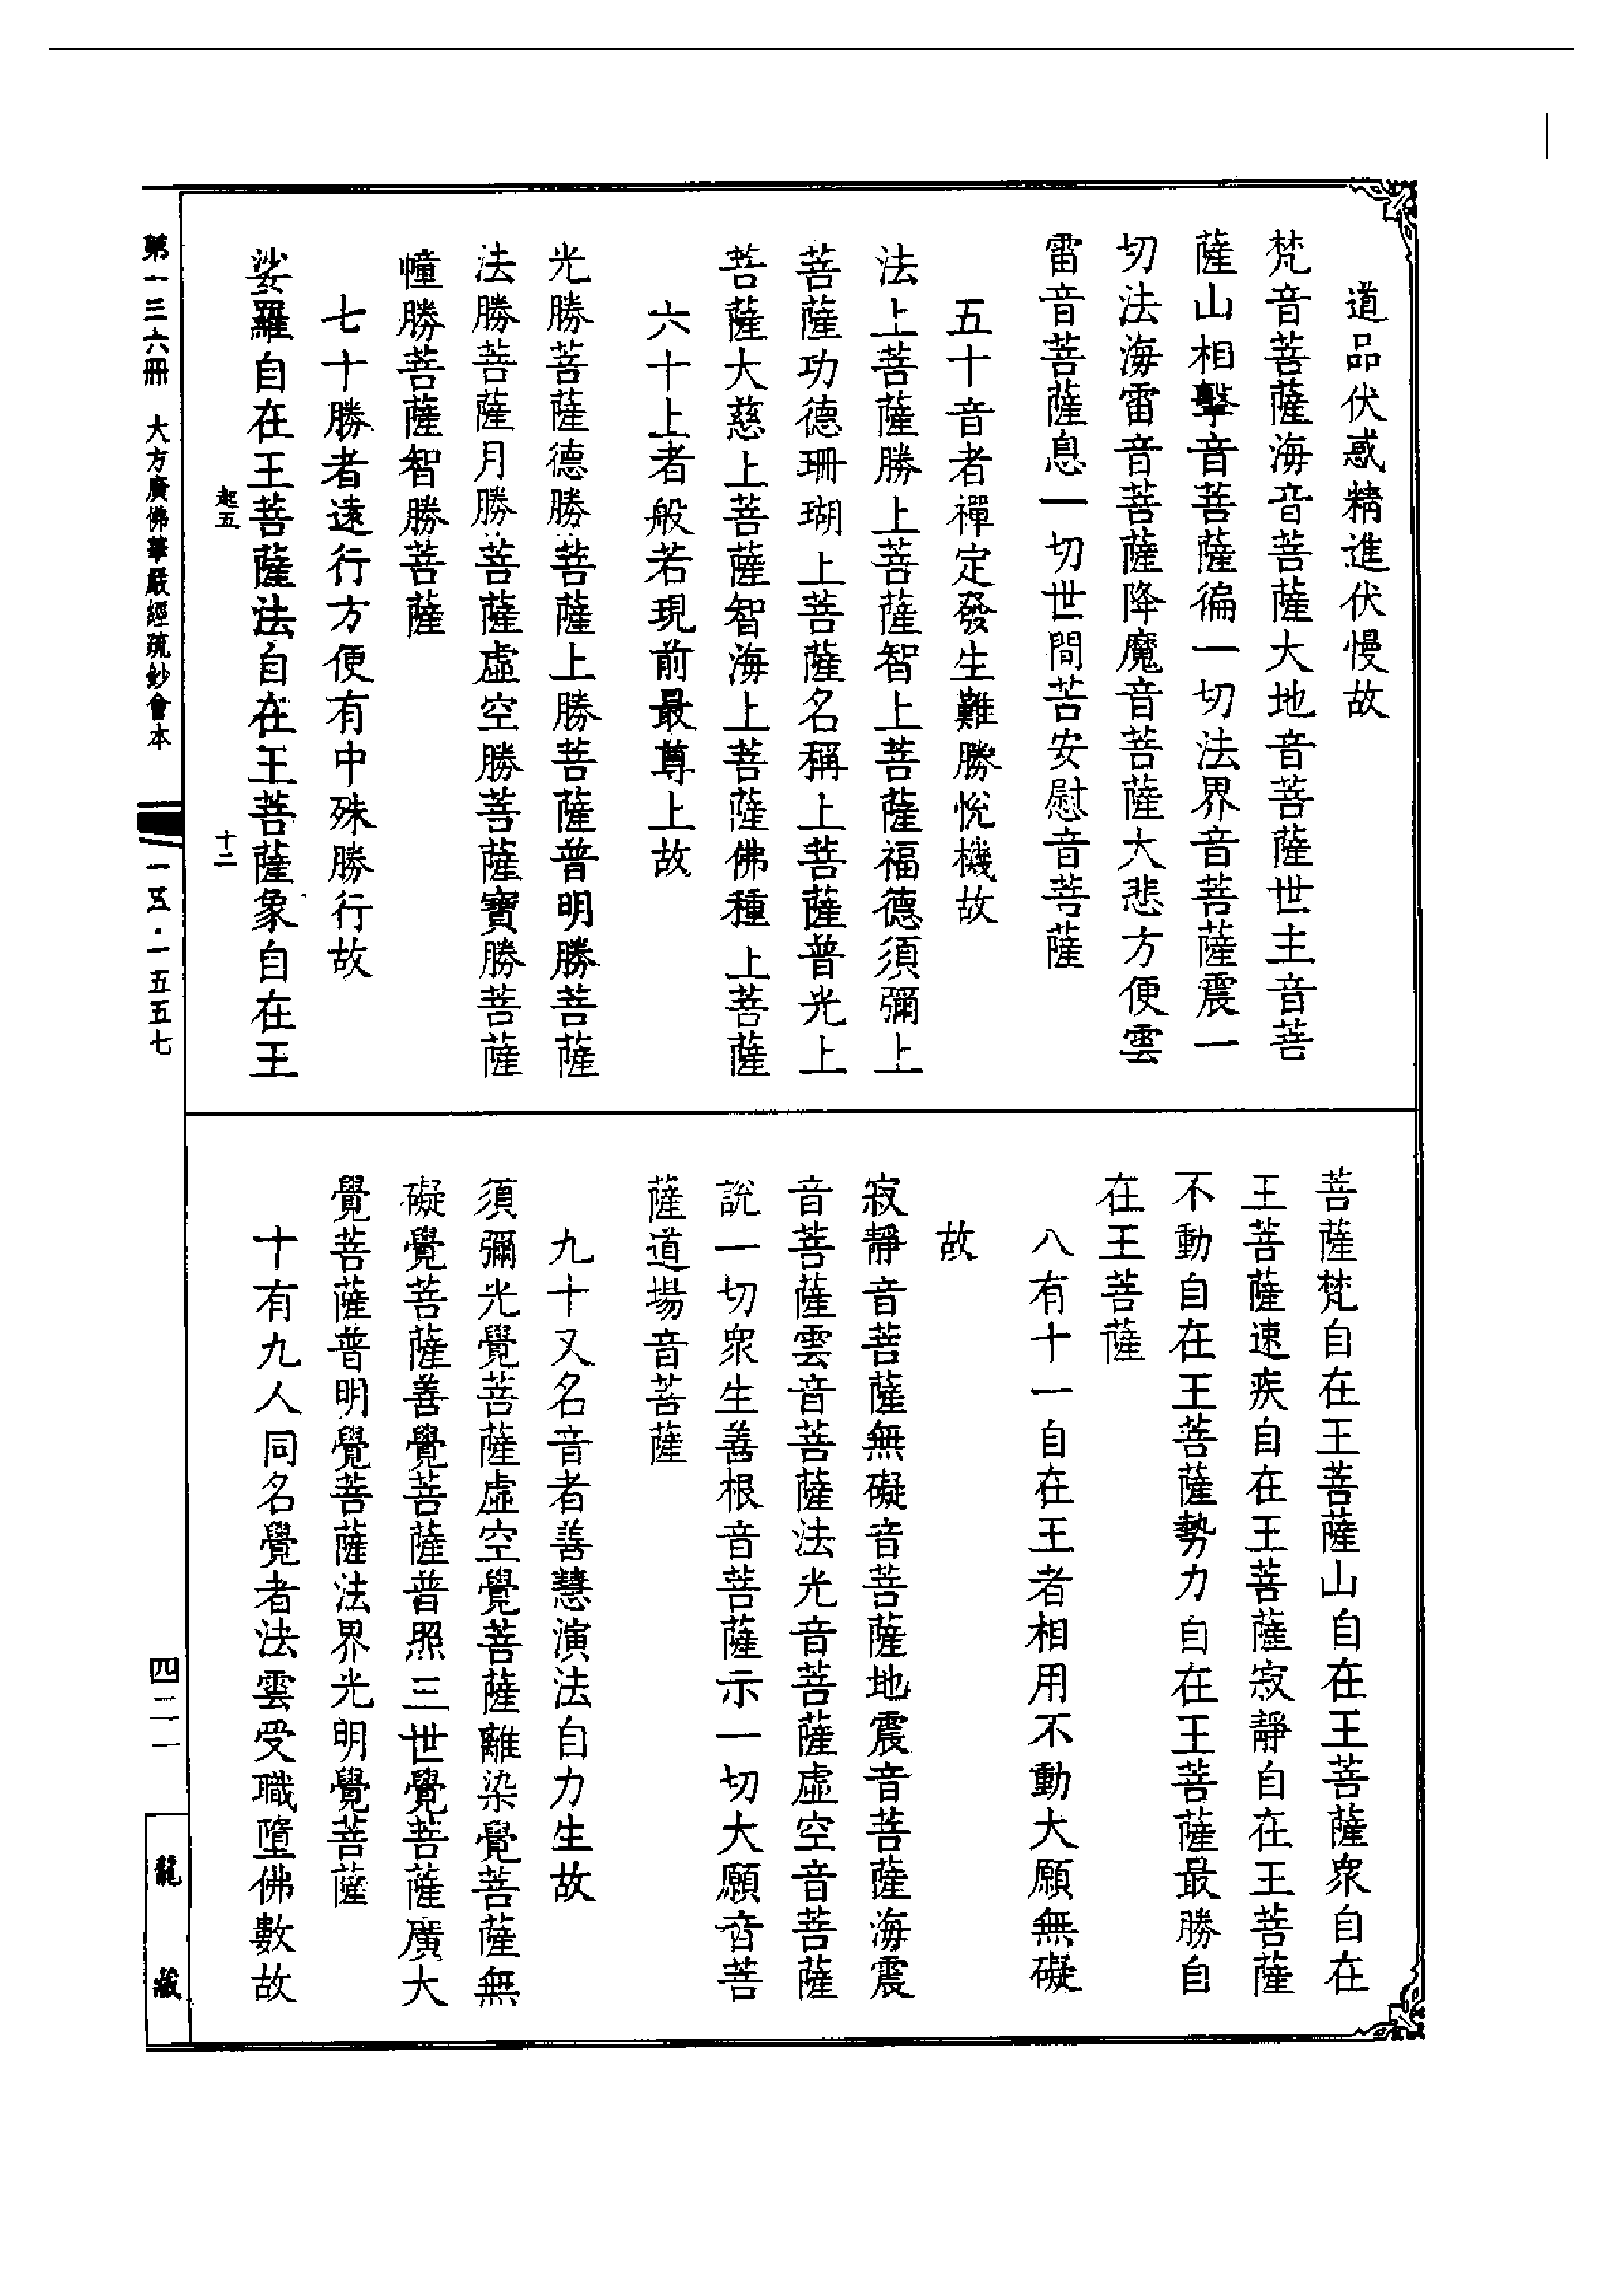 道品伏惑精進伏慢故
梵音菩薩海音菩薩大地音菩薩世主音菩
薩山相擊音菩薩徧一切法界音菩薩震一
切法海雷音菩薩降魔音菩薩大悲方便雲
雷音菩薩息一切世間苦安慰音菩薩
五十音者禪定發生難勝悅機故
法上菩薩勝上菩薩智上菩薩福德須彌上
菩薩功德珊瑚上菩薩名稱上菩薩普光上
菩薩大慈上菩薩智海上菩薩佛種上菩薩
六十上者般若現前最尊上故
光勝菩薩德勝菩薩上勝菩薩普明勝菩薩
法勝菩薩月勝菩薩虛空勝菩薩寶勝菩薩
幢勝菩薩智勝菩薩
七十勝者遠行方便有中殊勝行故
娑羅自在王菩薩法自在王菩薩象自在王
起五 十二
菩薩梵自在王菩薩山自在王菩薩衆自在
王菩薩速疾自在王菩薩寂靜自在王菩薩
不動自在王菩薩勢力自在王菩薩最勝自
在王菩薩
八有十一自在王者相用不動大願無礙
故
寂靜音菩薩無礙音菩薩地震音菩薩海震
音菩薩雲音菩薩法光音菩薩虛空音菩薩
說一切衆生善根音菩薩示一切大願音菩
薩道場音菩薩
九十又名音者善慧演法自力生故
須彌光覺菩薩虛空覺菩薩離染覺菩薩無
礙覺菩薩善覺菩薩普照三世覺菩薩廣大
覺菩薩普明覺菩薩法界光明覺菩薩
十有九人同名覺者法雲受職墮佛數故
第一三六冊 大方廣佛華嚴經疏鈔會本 一五·一五五七 四二一 龍藏